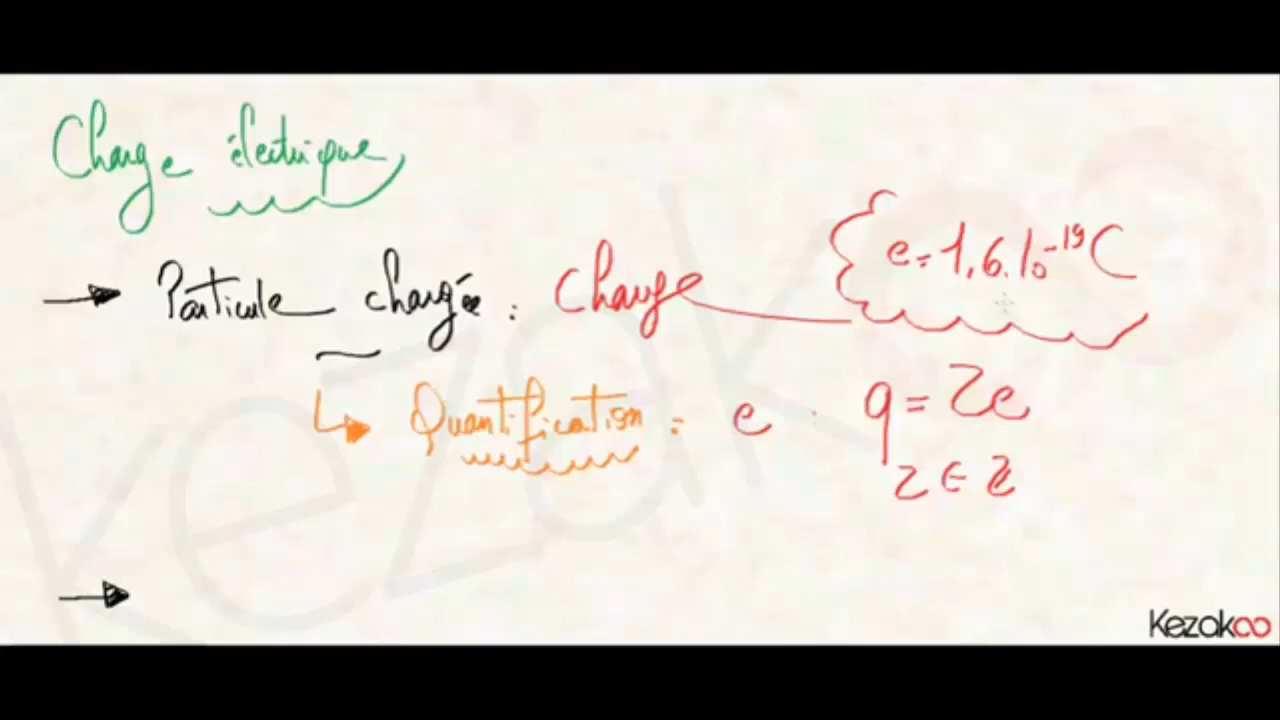 Charge électrique
Particule chargée : Charge
e = 1,6.10⁻¹⁹ C
Quantification : e
q = Ze
Z ∈ ℤ
Kezakoo